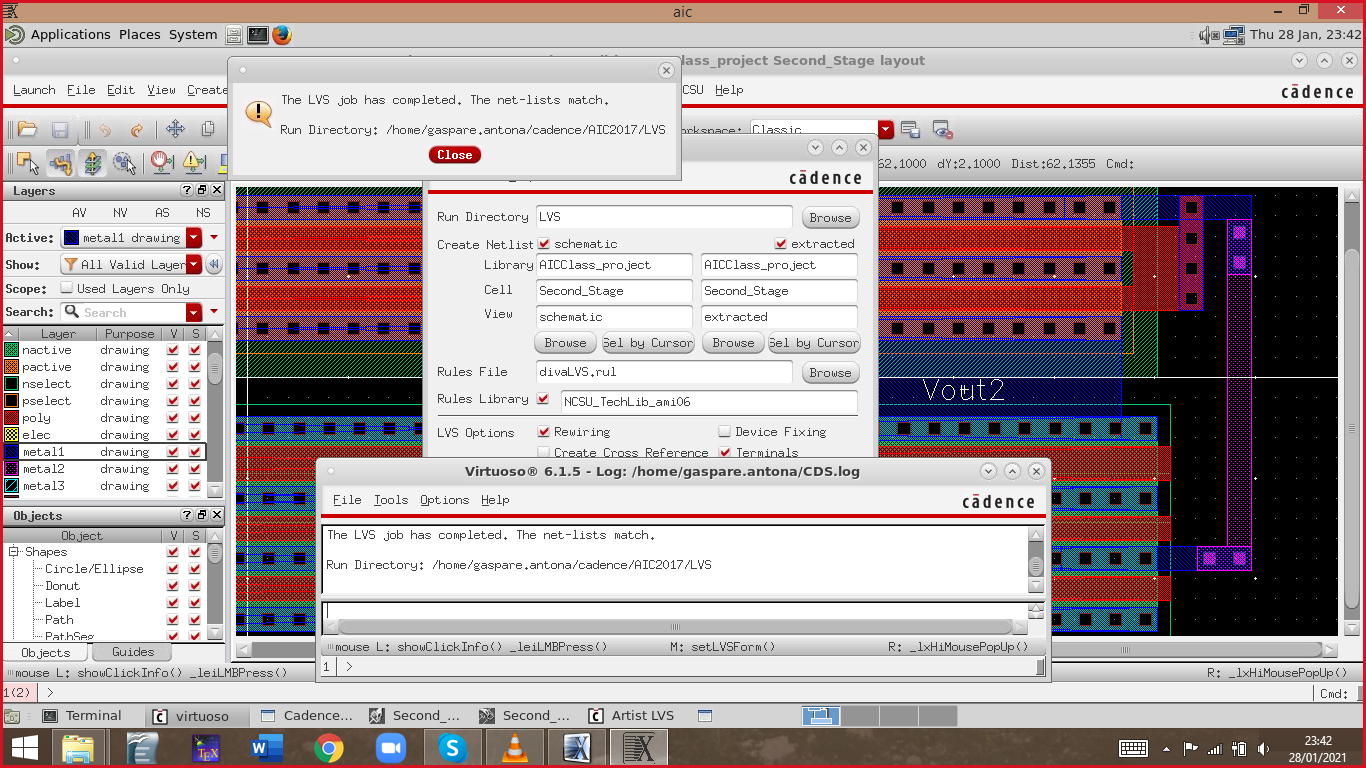 aic
Applications Places System
Thu 28 Jan, 23:42
lass_project Second_Stage layout
Launch File Edit View Create
CSU Help
cādence
The LVS job has completed. The net-lists match.
Run Directory: /home/gaspare.antona/cadence/AIC2017/LVS
Close
Workspace: Classic
62.1000 dY:2.1000 Dist:62.1355 Cmd:
cādence
Layers
AV NV AS NS
Active: metal1 drawing
Show: All Valid Layer
Scope: Used Layers Only
Search: Search
Layer Purpose V S
nactive drawing
pactive drawing
nselect drawing
pselect drawing
poly drawing
elec drawing
metal1 drawing
metal2 drawing
metal3 drawing
Objects
Object V S
Shapes
Circle/Ellipse
Donut
Label
Path
PathSeg
Objects Guides
Run Directory LVS Browse
Create Netlist schematic extracted
Library AICClass_project AICClass_project
Cell Second_Stage Second_Stage
View schematic extracted
Browse Sel by Cursor Browse Sel by Cursor
Rules File divaLVS.rul Browse
Rules Library NCSU_TechLib_ami06
LVS Options Rewiring Device Fixing
Create Cross Reference Terminals
Vout2
Virtuoso® 6.1.5 - Log: /home/gaspare.antona/CDS.log
File Tools Options Help
cādence
The LVS job has completed. The net-lists match.
Run Directory: /home/gaspare.antona/cadence/AIC2017/LVS
mouse L: showClickInfo() _leiLMBPress() M: setLVSForm() R: _lxHiMousePopUp()
1 >
mouse L: showClickInfo() _leiLMBPress()
R: _lxHiMousePopUp()
1(2) >
Cmd:
Terminal virtuoso Cadence... Second_... Second_... Artist LVS
23:42
28/01/2021